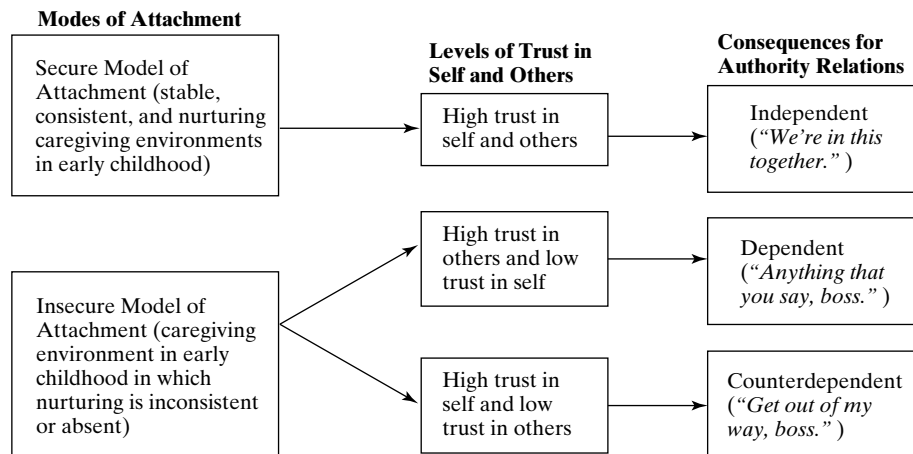 Modes of Attachment
Secure Model of
Attachment (stable,
consistent, and nurturing
caregiving environments
in early childhood)
Insecure Model of
Attachment (caregiving
environment in early
childhood in which
nurturing is inconsistent
or absent)
Levels of Trust in
Self and Others
High trust in
self and others
High trust in
others and low
trust in self
High trust in
self and low
trust in others
Consequences for
Authority Relations
Independent
(“We’re in this
together.” )
Dependent
(“Anything that
you say, boss.” )
Counterdependent
(“Get out of my
way, boss.” )